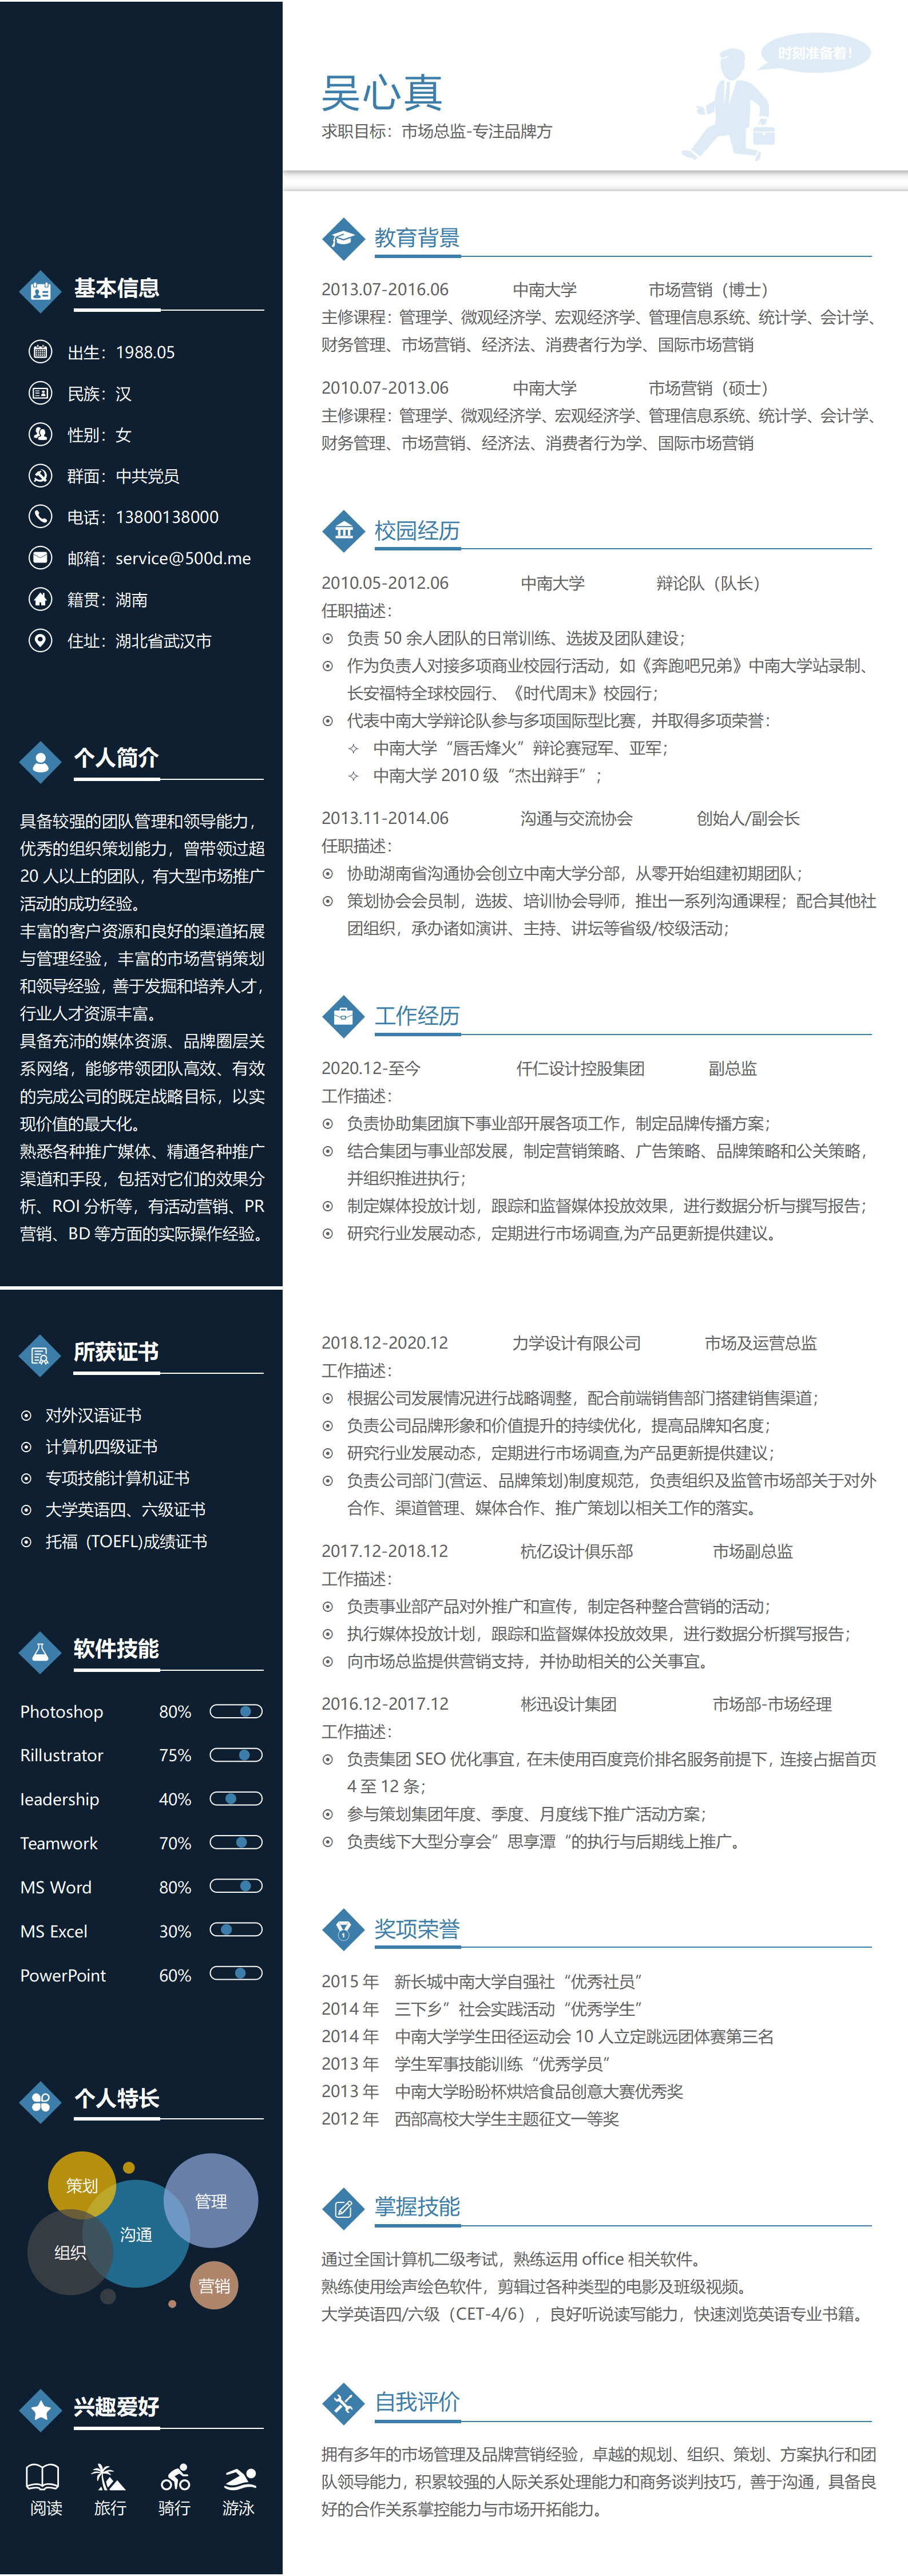 时刻准备着!
吴心真
求职目标：市场总监-专注品牌方
基本信息
出生：1988.05
民族：汉
性别：女
群面：中共党员
电话：13800138000
邮箱：service@500d.me
籍贯：湖南
住址：湖北省武汉市
个人简介
具备较强的团队管理和领导能力，
优秀的组织策划能力，曾带领过超
20 人以上的团队，有大型市场推广
活动的成功经验。
丰富的客户资源和良好的渠道拓展
与管理经验，丰富的市场营销策划
和领导经验，善于发掘和培养人才，
行业人才资源丰富。
具备充沛的媒体资源、品牌圈层关
系网络，能够带领团队高效、有效
的完成公司的既定战略目标，以实
现价值的最大化。
熟悉各种推广媒体、精通各种推广
渠道和手段，包括对它们的效果分
析、ROI 分析等，有活动营销、PR
营销、BD 等方面的实际操作经验。
教育背景
2013.07-2016.06 中南大学 市场营销（博士）
主修课程：管理学、微观经济学、宏观经济学、管理信息系统、统计学、会计学、
财务管理、市场营销、经济法、消费者行为学、国际市场营销
2010.07-2013.06 中南大学 市场营销（硕士）
主修课程：管理学、微观经济学、宏观经济学、管理信息系统、统计学、会计学、
财务管理、市场营销、经济法、消费者行为学、国际市场营销
校园经历
2010.05-2012.06 中南大学 辩论队（队长）
任职描述：
负责 50 余人团队的日常训练、选拔及团队建设；
作为负责人对接多项商业校园行活动，如《奔跑吧兄弟》中南大学站录制、
长安福特全球校园行、《时代周末》校园行；
代表中南大学辩论队参与多项国际型比赛，并取得多项荣誉：
中南大学“唇舌烽火”辩论赛冠军、亚军；
中南大学 2010 级“杰出辩手”；
2013.11-2014.06 沟通与交流协会 创始人/副会长
任职描述：
协助湖南省沟通协会创立中南大学分部，从零开始组建初期团队；
策划协会会员制，选拔、培训协会导师，推出一系列沟通课程；配合其他社
团组织，承办诸如演讲、主持、讲坛等省级/校级活动；
工作经历
2020.12-至今 仟仁设计控股集团 副总监
工作描述：
负责协助集团旗下事业部开展各项工作，制定品牌传播方案；
结合集团与事业部发展，制定营销策略、广告策略、品牌策略和公关策略，
并组织推进执行；
制定媒体投放计划，跟踪和监督媒体投放效果，进行数据分析与撰写报告；
研究行业发展动态，定期进行市场调查,为产品更新提供建议。
所获证书
对外汉语证书
计算机四级证书
专项技能计算机证书
大学英语四、六级证书
托福 (TOEFL)成绩证书
软件技能
Photoshop 80%
Rillustrator 75%
leadership 40%
Teamwork 70%
MS Word 80%
MS Excel 30%
PowerPoint 60%
个人特长
策划
管理
沟通
组织
营销
兴趣爱好
阅读 旅行 骑行 游泳
2018.12-2020.12 力学设计有限公司 市场及运营总监
工作描述：
根据公司发展情况进行战略调整，配合前端销售部门搭建销售渠道；
负责公司品牌形象和价值提升的持续优化，提高品牌知名度；
研究行业发展动态，定期进行市场调查,为产品更新提供建议；
负责公司部门(营运、品牌策划)制度规范，负责组织及监管市场部关于对外
合作、渠道管理、媒体合作、推广策划以相关工作的落实。
2017.12-2018.12 杭亿设计俱乐部 市场副总监
工作描述：
负责事业部产品对外推广和宣传，制定各种整合营销的活动；
执行媒体投放计划，跟踪和监督媒体投放效果，进行数据分析撰写报告；
向市场总监提供营销支持，并协助相关的公关事宜。
2016.12-2017.12 彬迅设计集团 市场部-市场经理
工作描述：
负责集团 SEO 优化事宜，在未使用百度竞价排名服务前提下，连接占据首页
4 至 12 条；
参与策划集团年度、季度、月度线下推广活动方案；
负责线下大型分享会”思享潭“的执行与后期线上推广。
奖项荣誉
2015 年 新长城中南大学自强社“优秀社员”
2014 年 三下乡”社会实践活动“优秀学生”
2014 年 中南大学学生田径运动会 10 人立定跳远团体赛第三名
2013 年 学生军事技能训练“优秀学员”
2013 年 中南大学盼盼杯烘焙食品创意大赛优秀奖
2012 年 西部高校大学生主题征文一等奖
掌握技能
通过全国计算机二级考试，熟练运用 office 相关软件。
熟练使用绘声绘色软件，剪辑过各种类型的电影及班级视频。
大学英语四/六级（CET-4/6），良好听说读写能力，快速浏览英语专业书籍。
自我评价
拥有多年的市场管理及品牌营销经验，卓越的规划、组织、策划、方案执行和团
队领导能力，积累较强的人际关系处理能力和商务谈判技巧，善于沟通，具备良
好的合作关系掌控能力与市场开拓能力。